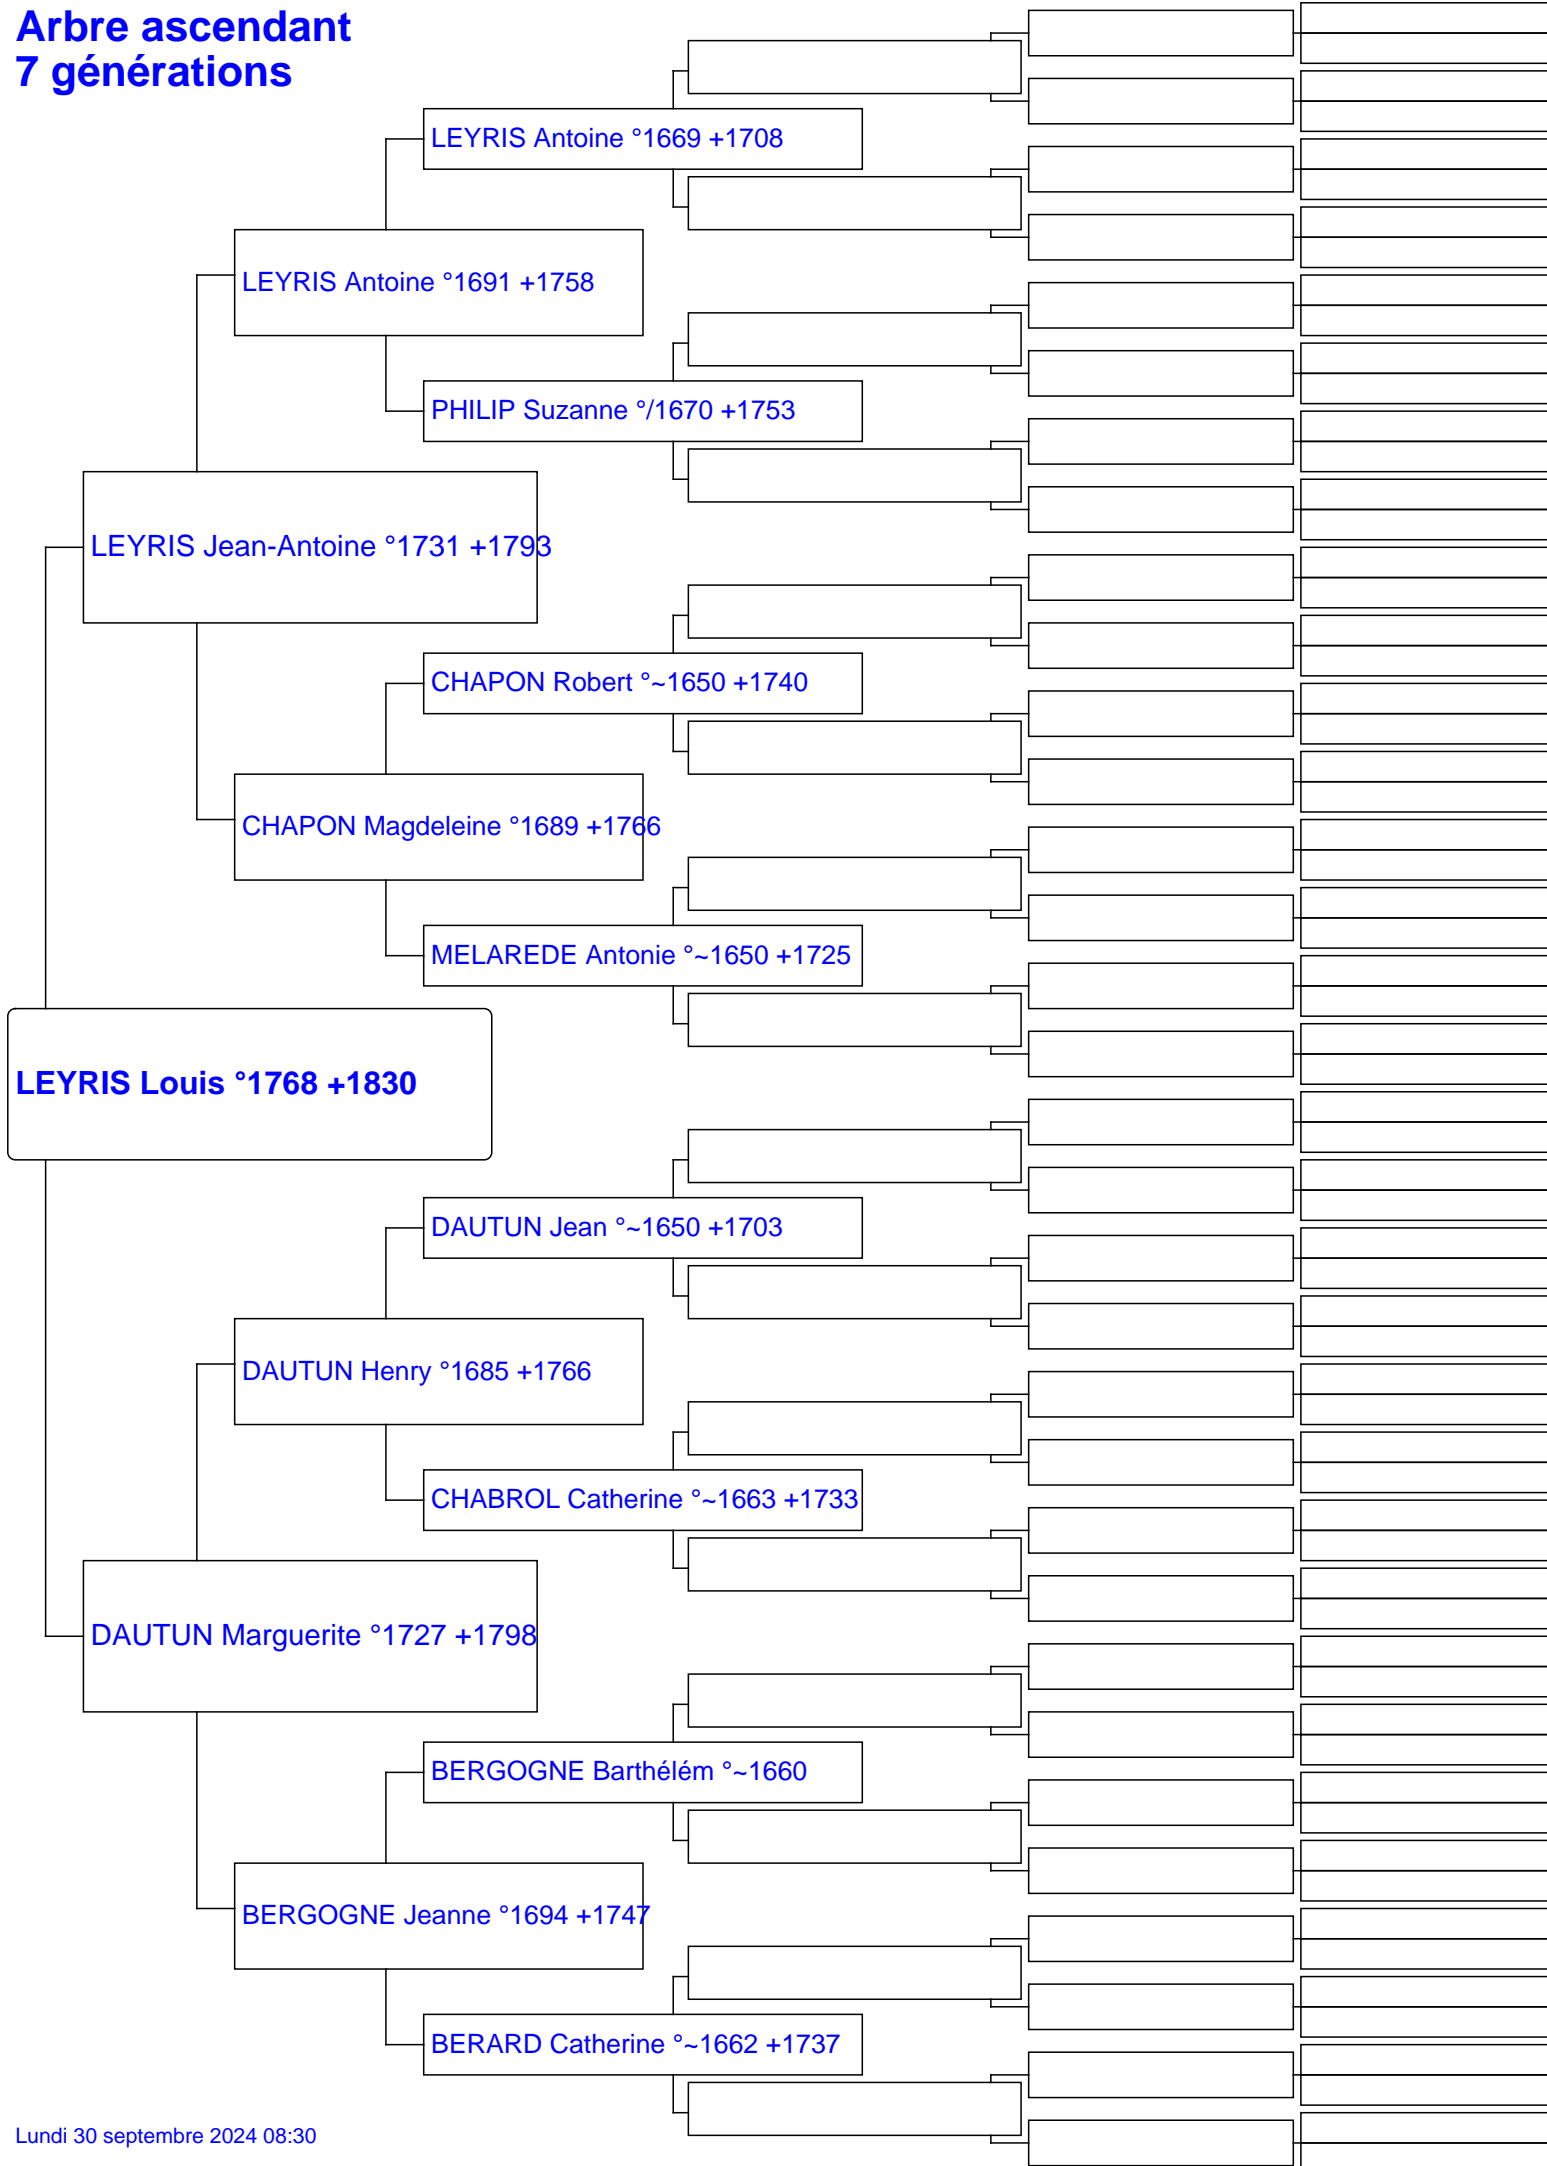 Arbre ascendant
7 générations
LEYRIS Antoine °1669 +1708
LEYRIS Antoine °1691 +1758
PHILIP Suzanne °/1670 +1753
LEYRIS Jean-Antoine °1731 +1793
CHAPON Robert °~1650 +1740
CHAPON Magdeleine °1689 +1766
MELAREDE Antonie °~1650 +1725
LEYRIS Louis °1768 +1830
DAUTUN Jean °~1650 +1703
DAUTUN Henry °1685 +1766
CHABROL Catherine °~1663 +1733
DAUTUN Marguerite °1727 +1798
BERGOGNE Barthélém °~1660
BERGOGNE Jeanne °1694 +1747
BERARD Catherine °~1662 +1737
Lundi 30 septembre 2024 08:30